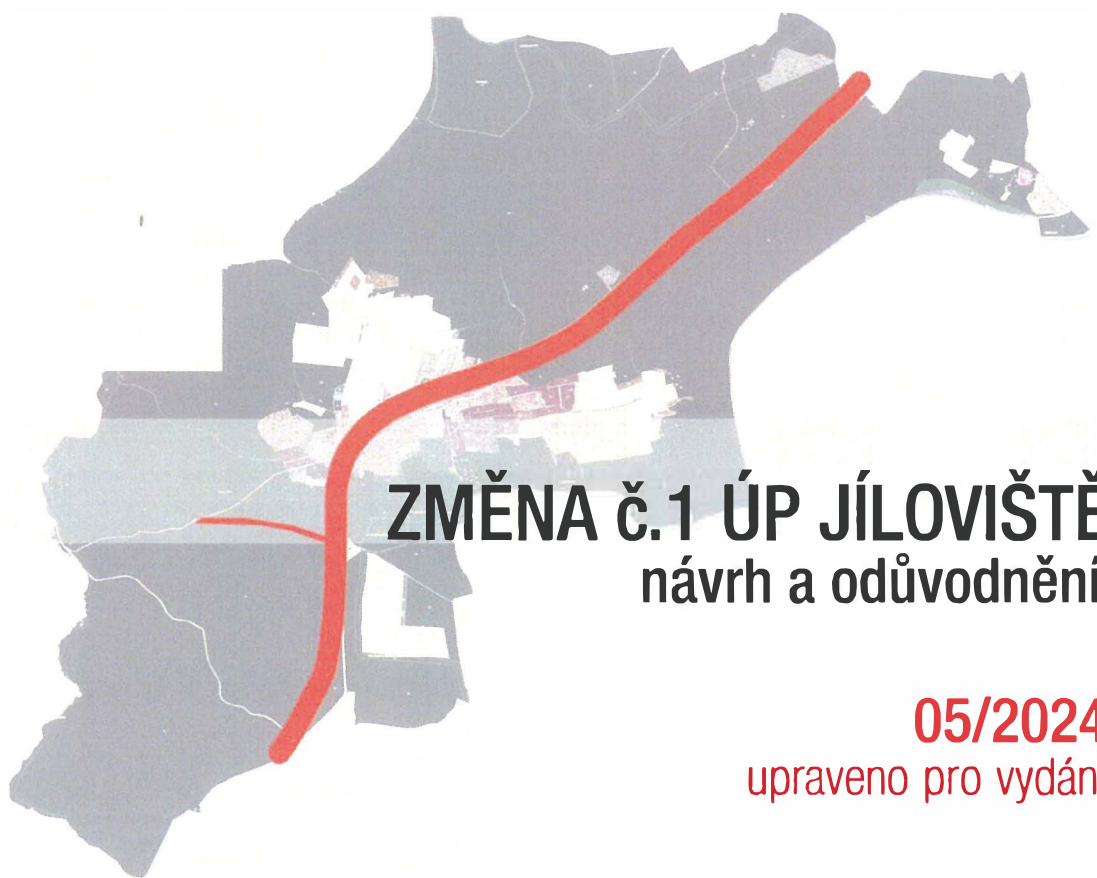 ZMĚNA č.1 ÚP JÍLOVIŠTĚ
návrh a odůvodnění
05/2024
upraveno pro vydán